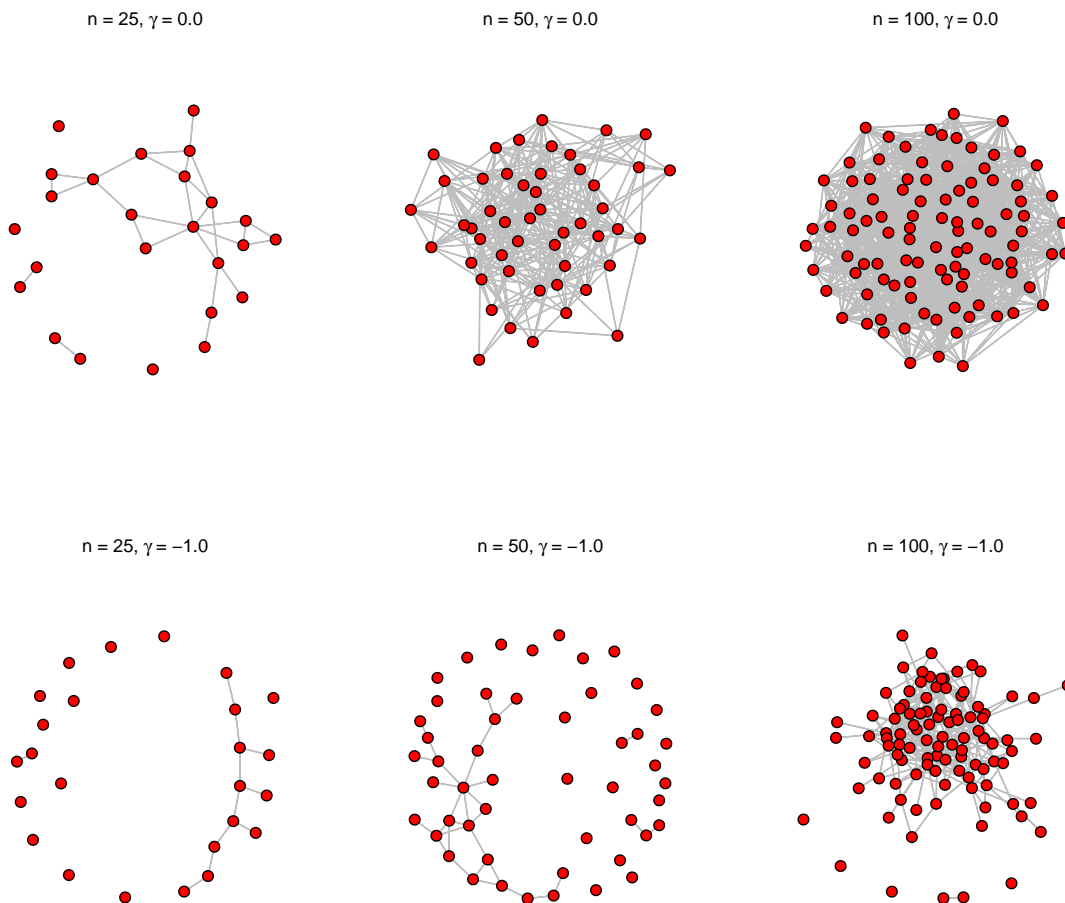 n = 25, γ = 0.0
n = 50, γ = 0.0
n = 100, γ = 0.0
n = 25, γ = −1.0
n = 50, γ = −1.0
n = 100, γ = −1.0